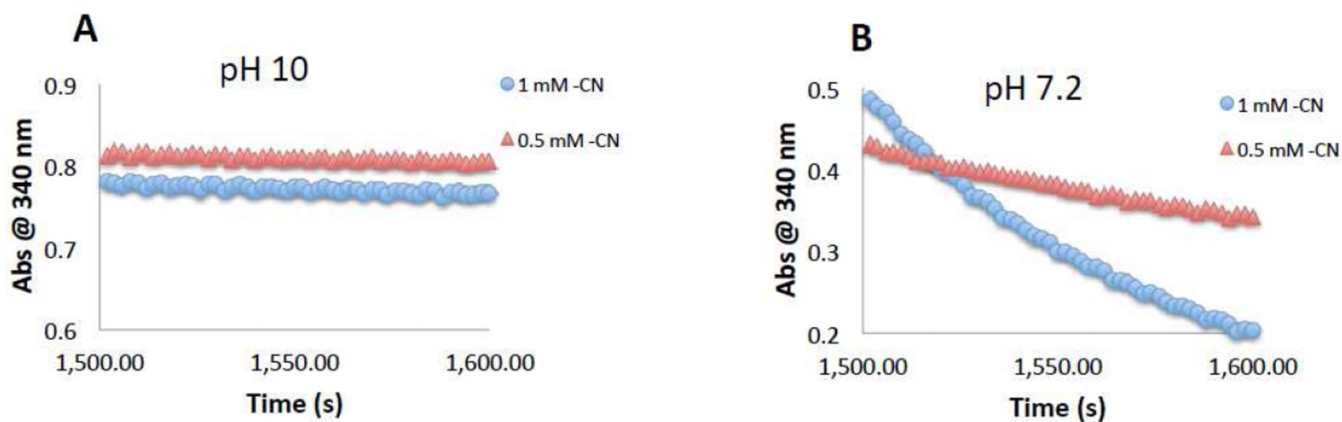 A
pH 10
0.9
0.8
0.7
0.6
Abs @ 340 nm
1,500.00 1,550.00 1,600.00
Time (s)
1 mM -CN
0.5 mM -CN
B
pH 7.2
0.5
0.4
0.3
0.2
Abs @ 340 nm
1,500.00 1,550.00 1,600.00
Time (s)
1 mM -CN
0.5 mM -CN